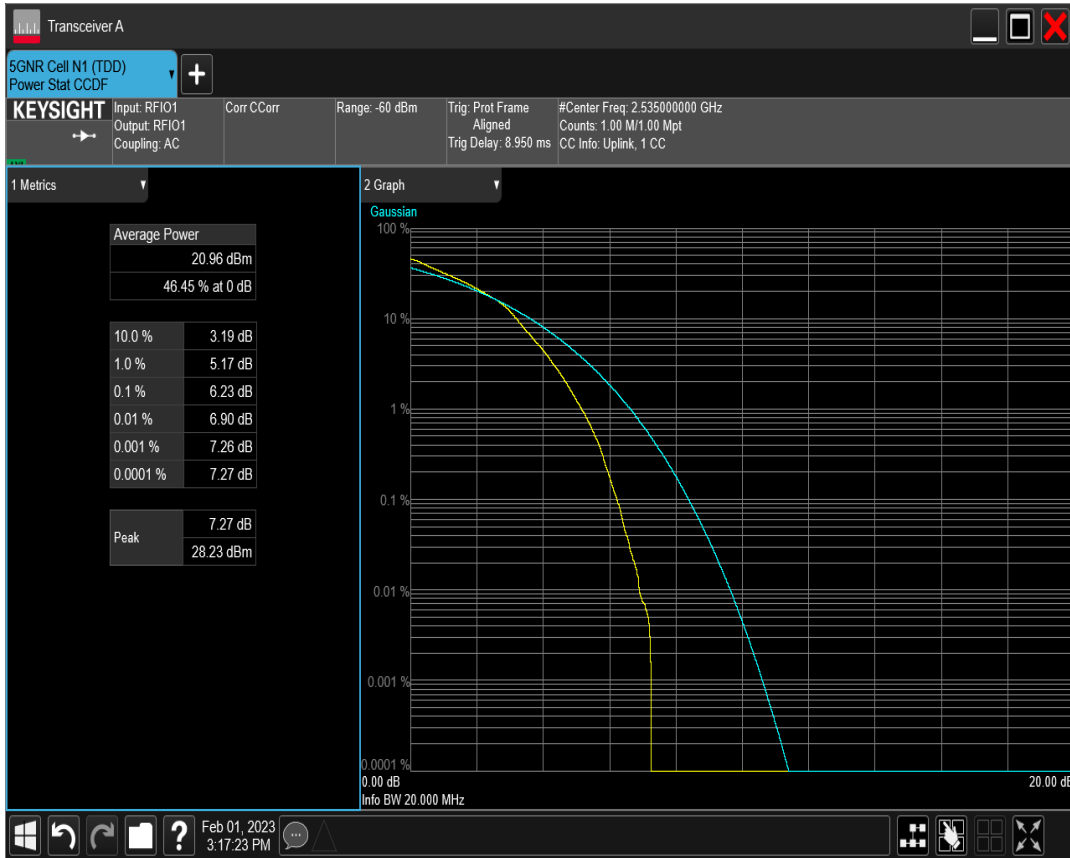 Transceiver A
5GNR Cell N1 (TDD)
Power Stat CCDF
KEYSIGHT
Input: RFIO1
Output: RFIO1
Coupling: AC
Corr CCorr
Range: -60 dBm
Trig: Prot Frame
Aligned
Trig Delay: 8.950 ms
#Center Freq: 2.535000000 GHz
Counts: 1.00 M/1.00 Mpt
CC Info: Uplink, 1 CC
1 Metrics
Average Power
20.96 dBm
46.45 % at 0 dB
10.0 % 3.19 dB
1.0 % 5.17 dB
0.1 % 6.23 dB
0.01 % 6.90 dB
0.001 % 7.26 dB
0.0001 % 7.27 dB
Peak 7.27 dB
28.23 dBm
2 Graph
Gaussian
100 %
10 %
1 %
0.1 %
0.01 %
0.001 %
0.0001 %
0.00 dB 20.00 dB
Info BW 20.000 MHz
Feb 01, 2023
3:17:23 PM